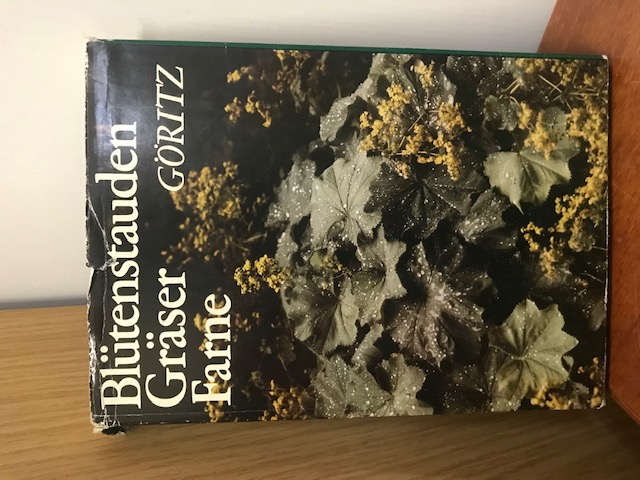 GÖRITZ
Blütenstauden
Gräser
Farne